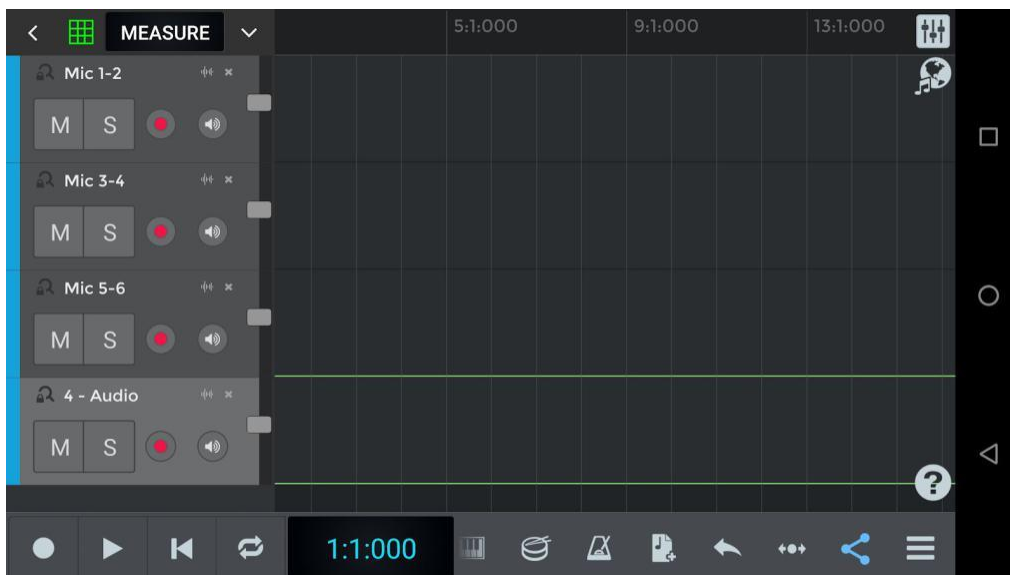 MEASURE
5:1:000
9:1:000
13:1:000
Mic 1-2
M S
Mic 3-4
M S
Mic 5-6
M S
4 - Audio
M S
?
1:1:000